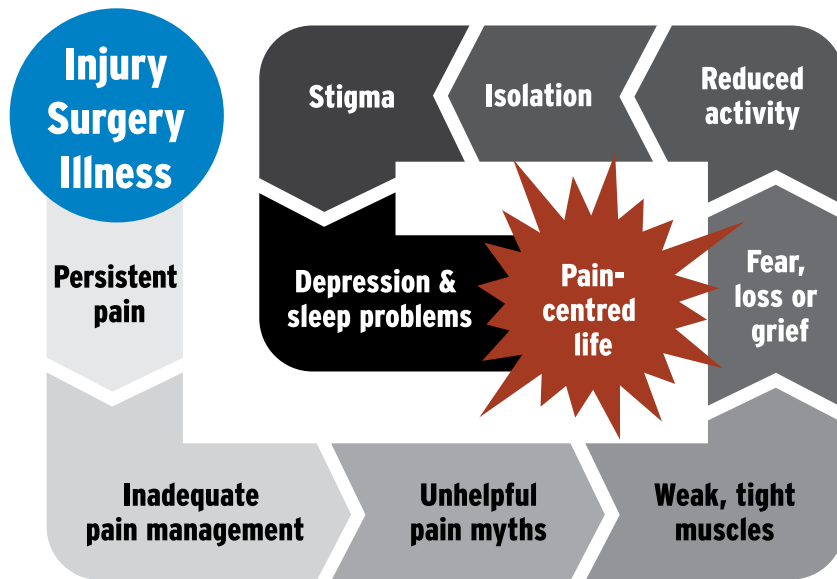 Injury
Surgery
Illness
Persistent
pain
Inadequate
pain management
Unhelpful
pain myths
Weak, tight
muscles
Fear,
loss or
grief
Reduced
activity
Isolation
Stigma
Depression &
sleep problems
Pain-
centred
life